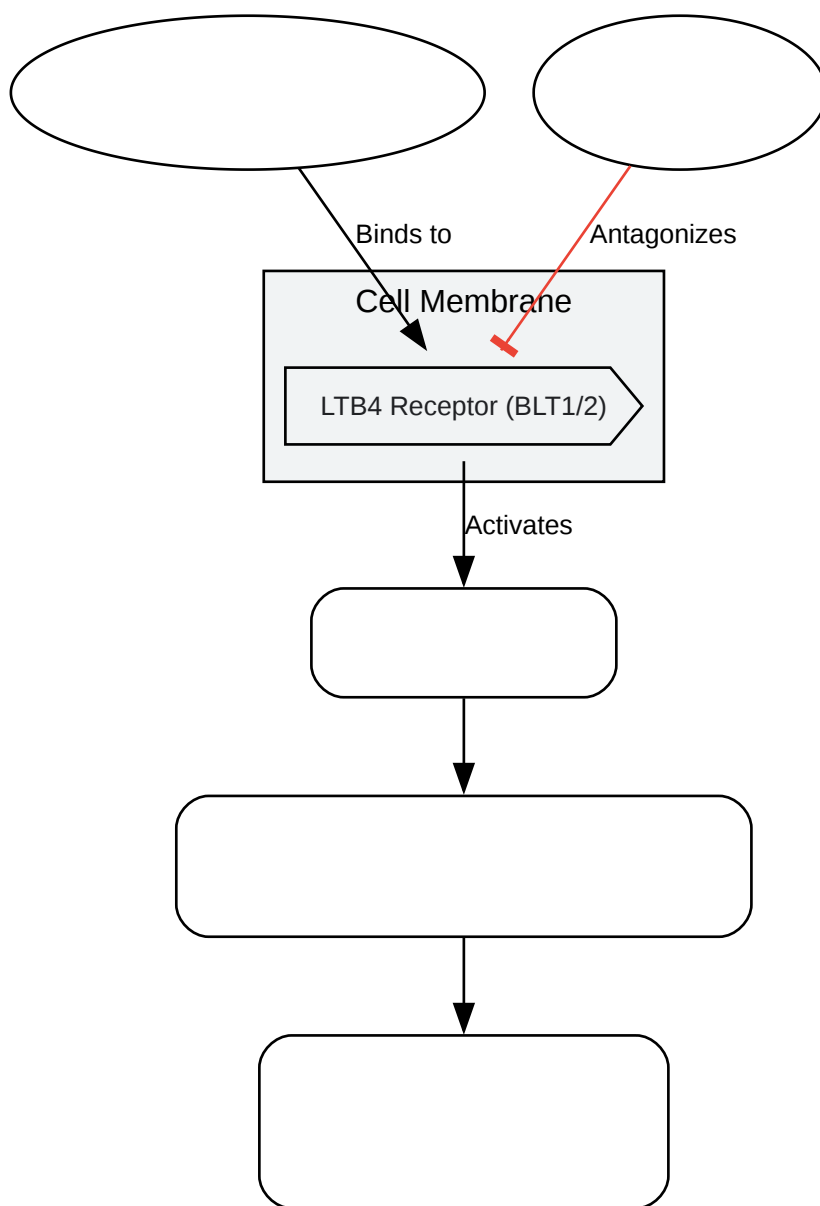 Binds to
Antagonizes
Cell Membrane
LTB4 Receptor (BLT1/2)
Activates